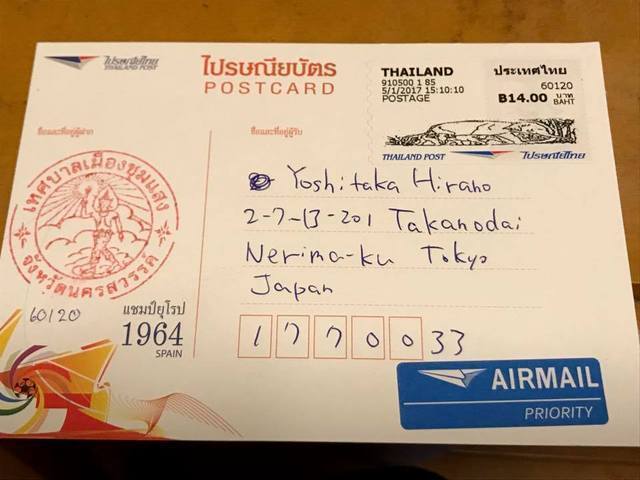 ไปรษณีย์ไทย
THAILAND POST
ไปรษณียบัตร
POSTCARD
THAILAND
910500 1 85
5/1/2017 15:10:10
POSTAGE
ประเทศไทย
60120
฿14.00 บาท
BAHT
THAILAND POST ไปรษณีย์ไทย
ชื่อและที่อยู่ผู้ฝาก
ชื่อและที่อยู่ผู้รับ
เทศบาลเมืองชุมแสง
จังหวัดนครสวรรค์
Yoshitaka Hirano
2-7-13-201 Takanodai
Nerima-ku Tokyo
Japan
1770033
60120
แชมป์ยุโรป
1964
SPAIN
AIRMAIL
PRIORITY